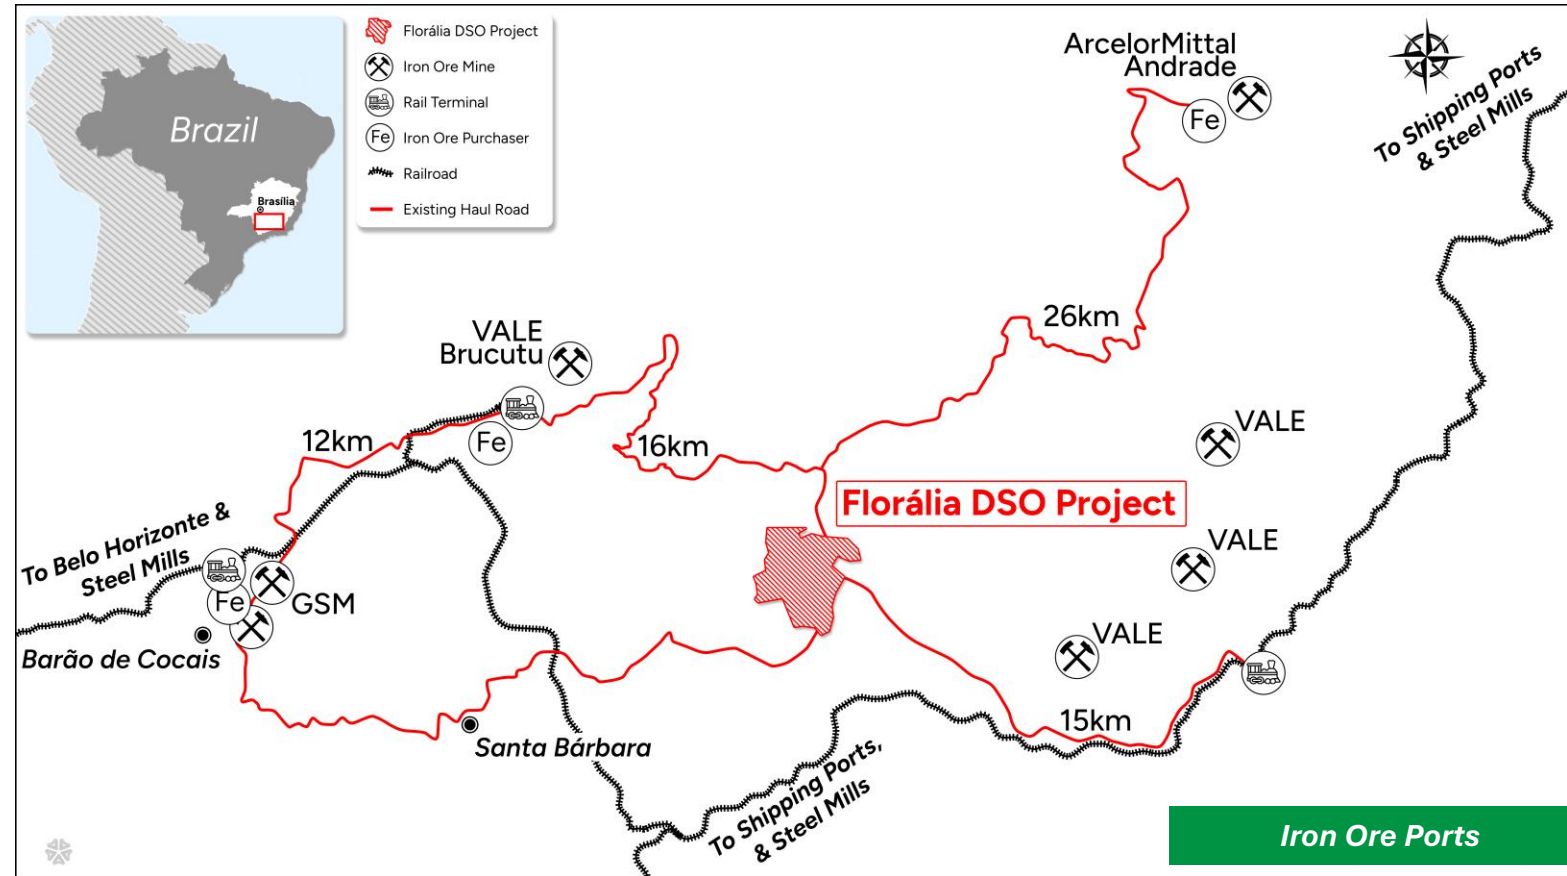 Brazil
Brasília
Florália DSO Project
Iron Ore Mine
Rail Terminal
Fe
Iron Ore Purchaser
Railroad
Existing Haul Road
ArcelorMittal
Andrade
Fe
To Shipping Ports
& Steel Mills
26km
VALE
Brucutu
Fe
12km
16km
VALE
Florália DSO Project
VALE
To Belo Horizonte &
Steel Mills
Fe
GSM
Barão de Cocais
VALE
15km
Santa Bárbara
To Shipping Ports,
& Steel Mills
Iron Ore Ports